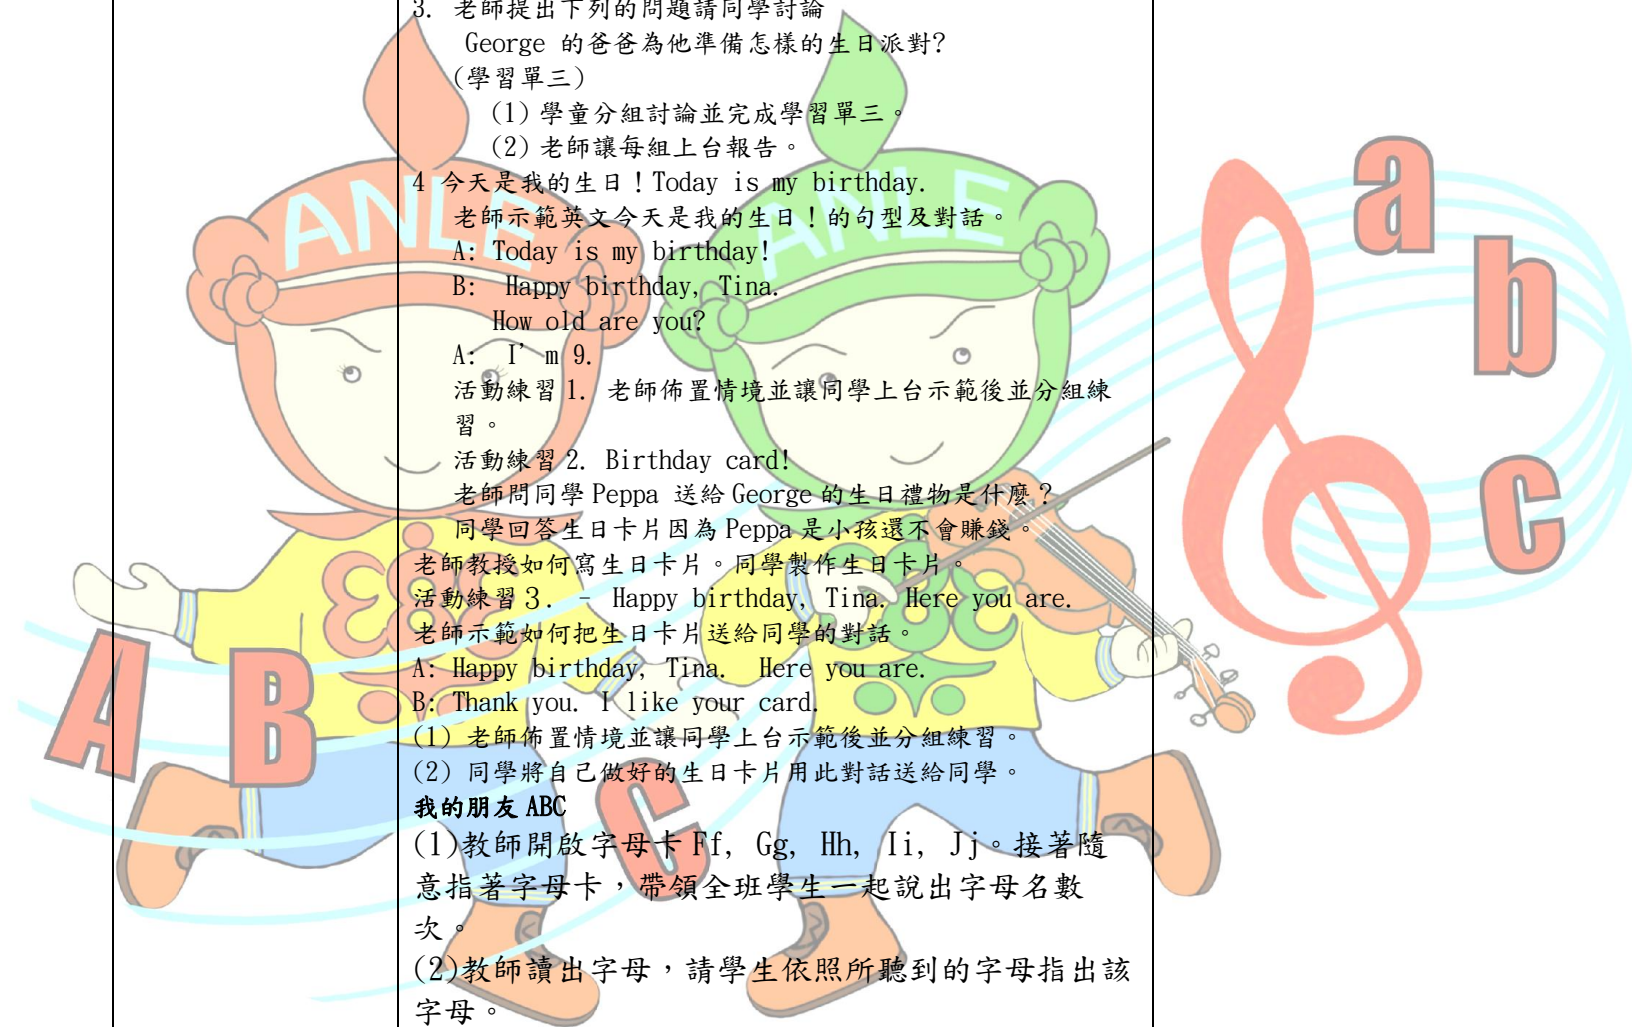 3. 老師提出下列的問題請同學討論
George 的爸爸為他準備怎樣的生日派對?
(學習單三)
(1) 學童分組討論並完成學習單三。
(2) 老師讓每組上台報告。
4 今天是我的生日！Today is my birthday.
老師示範英文今天是我的生日！的句型及對話。
A: Today is my birthday!
B: Happy birthday, Tina.
How old are you?
A: I’m 9.
活動練習 1. 老師佈置情境並讓同學上台示範後並分組練
習。
活動練習 2. Birthday card!
老師問同學 Peppa 送給 George 的生日禮物是什麼？
同學回答生日卡片因為 Peppa 是小孩還不會賺錢。
老師教授如何寫生日卡片。同學製作生日卡片。
活動練習３. – Happy birthday, Tina. Here you are.
老師示範如何把生日卡片送給同學的對話。
A: Happy birthday, Tina. Here you are.
B: Thank you. I like your card.
(1) 老師佈置情境並讓同學上台示範後並分組練習。
(2) 同學將自己做好的生日卡片用此對話送給同學。
我的朋友 ABC
(1)教師開啟字母卡 Ff, Gg, Hh, Ii, Jj。接著隨
意指著字母卡，帶領全班學生一起說出字母名數
次。
(2)教師讀出字母，請學生依照所聽到的字母指出該
字母。
ANLE
ANLE
a
b
c
A
B
C